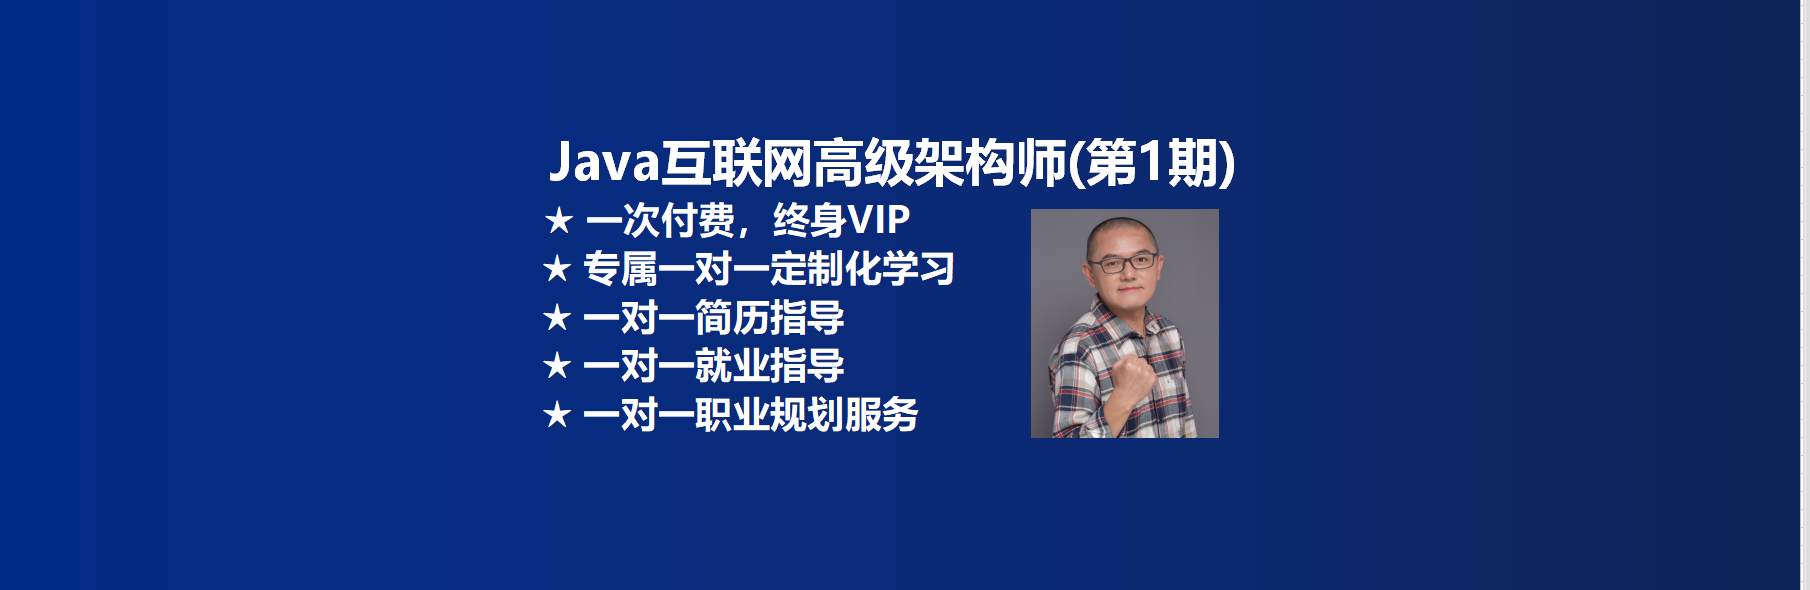 Java互联网高级架构师(第1期)
★ 一次付费，终身VIP
★ 专属一对一定制化学习
★ 一对一简历指导
★ 一对一就业指导
★ 一对一职业规划服务